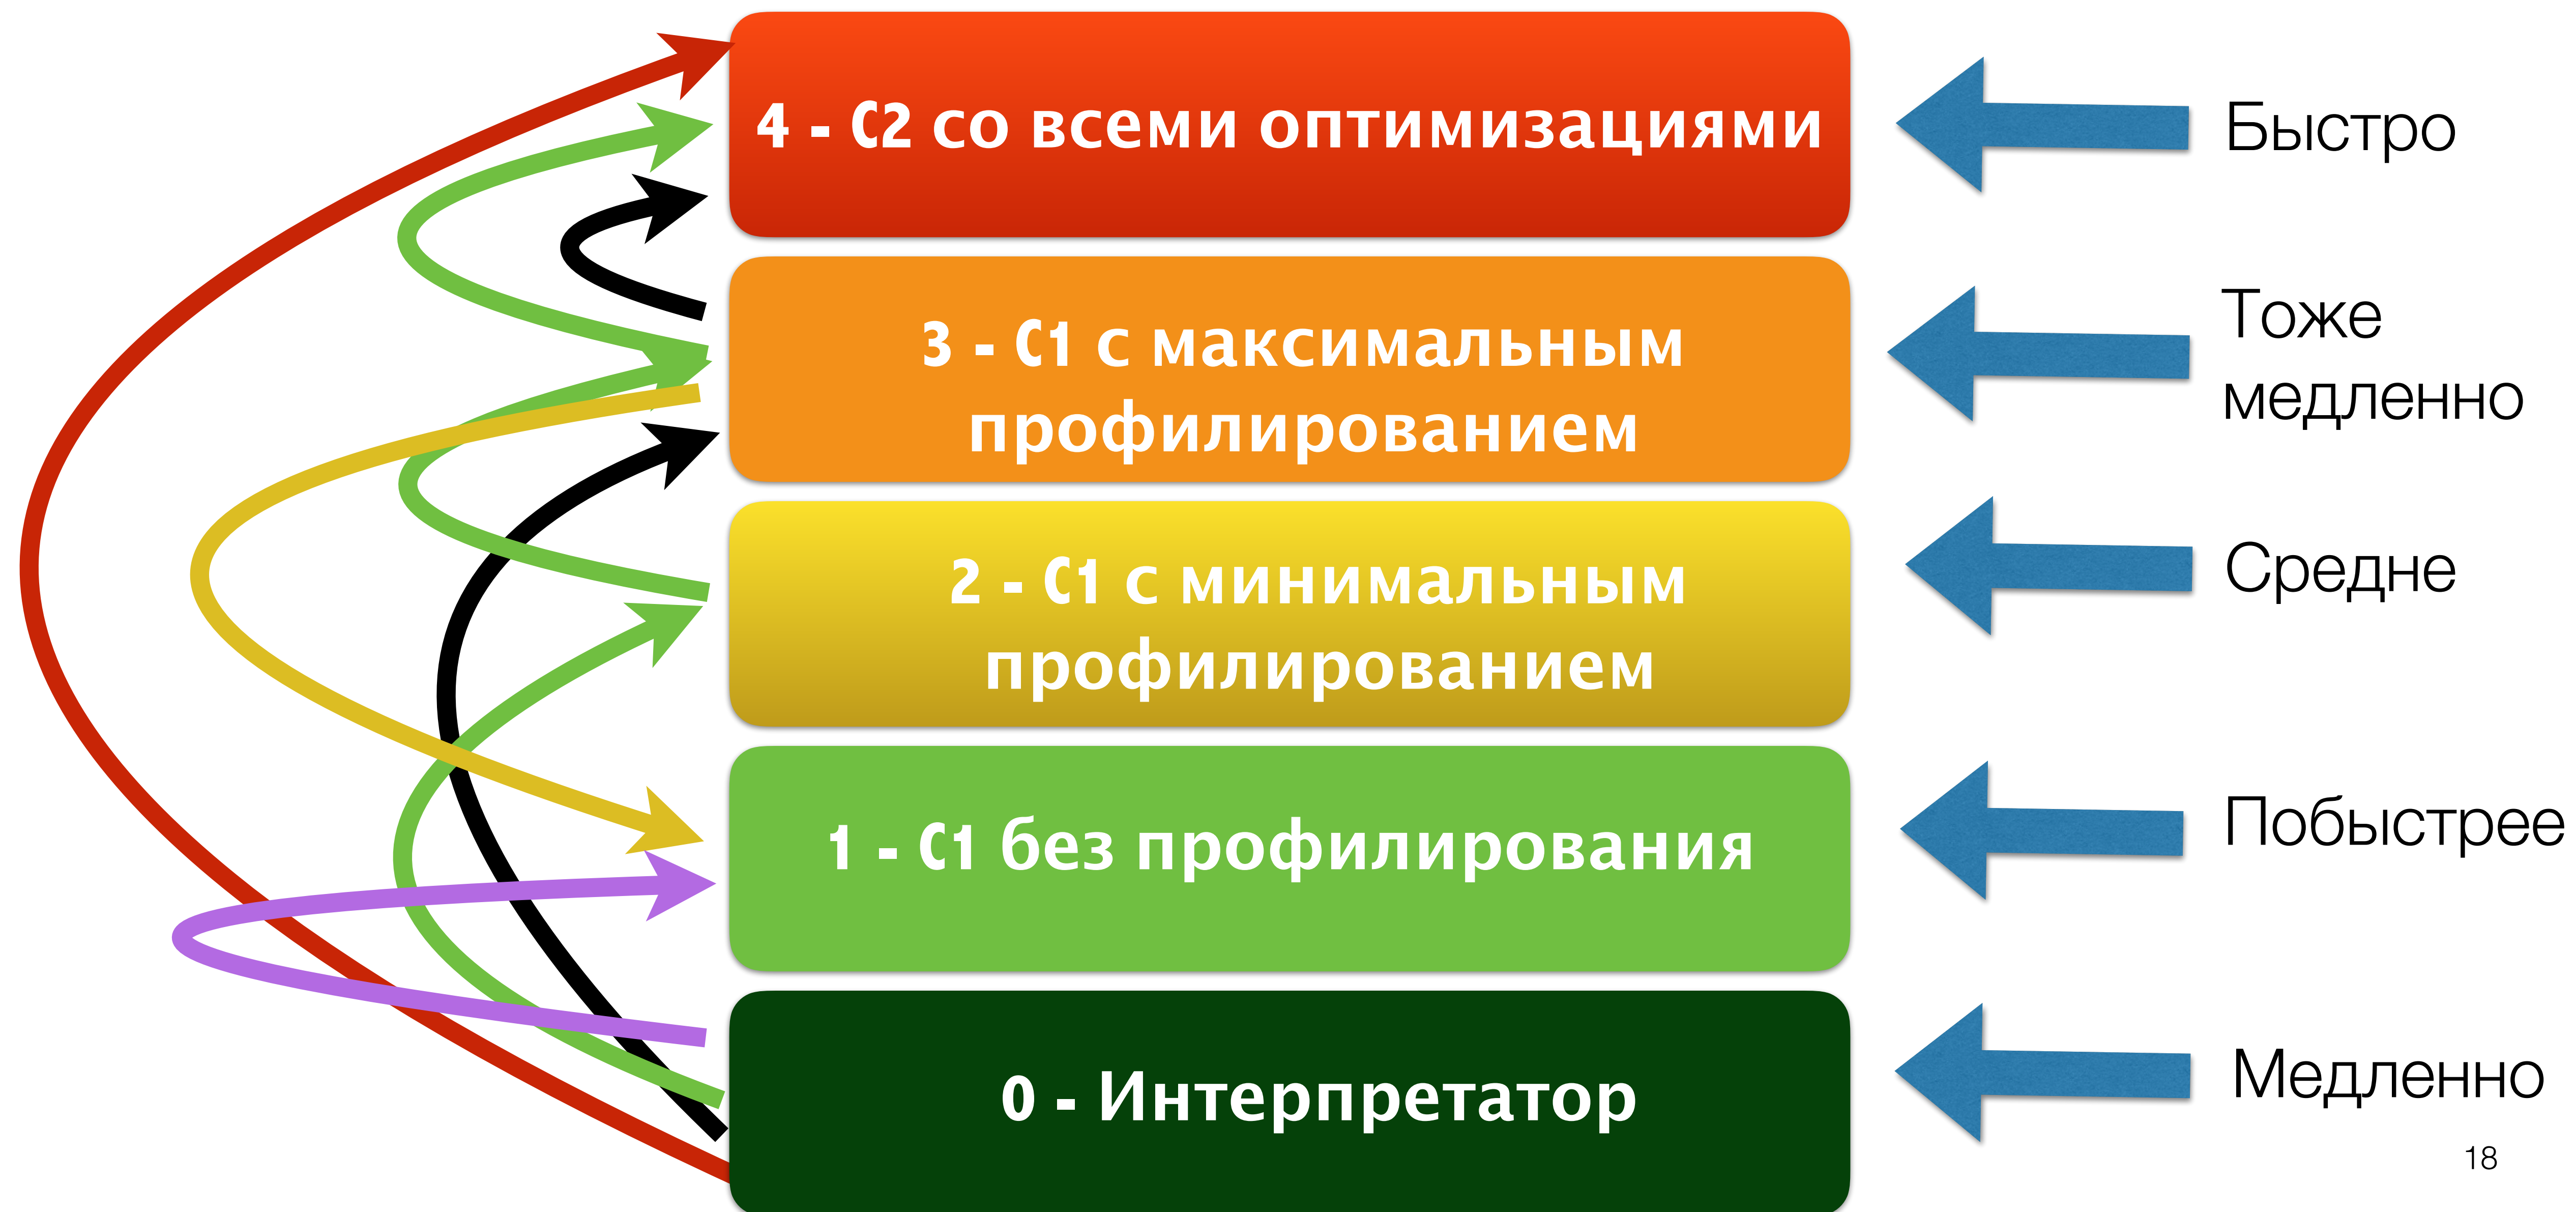 4 - C2 со всеми оптимизациями
Быстро
3 - C1 с максимальным
профилированием
Тоже
медленно
2 - C1 с минимальным
профилированием
Средне
1 - C1 без профилирования
Побыстрее
0 - Интерпретатор
Медленно
18